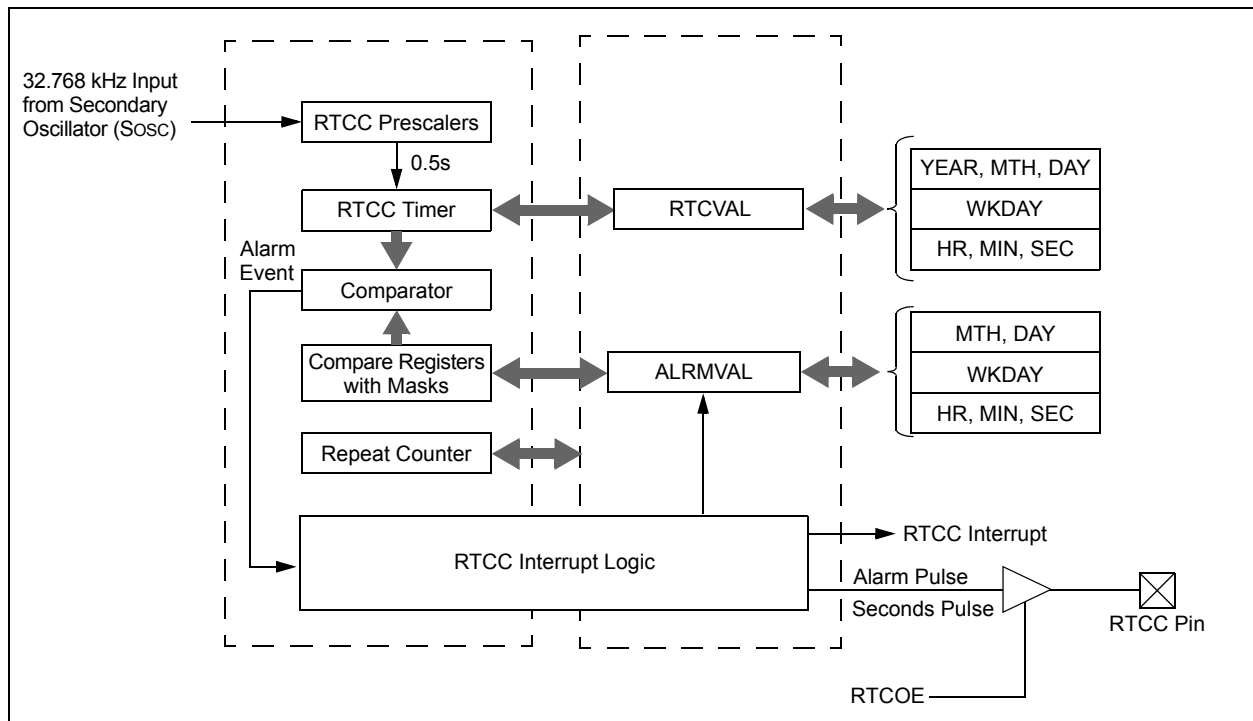 32.768 kHz Input
from Secondary
Oscillator (SOSC)
RTCC Prescalers
0.5s
RTCC Timer
RTCVAL
YEAR, MTH, DAY
WKDAY
HR, MIN, SEC
Alarm
Event
Comparator
Compare Registers
with Masks
ALRMVAL
MTH, DAY
WKDAY
HR, MIN, SEC
Repeat Counter
RTCC Interrupt Logic
RTCC Interrupt
Alarm Pulse
Seconds Pulse
RTCC Pin
RTCOE